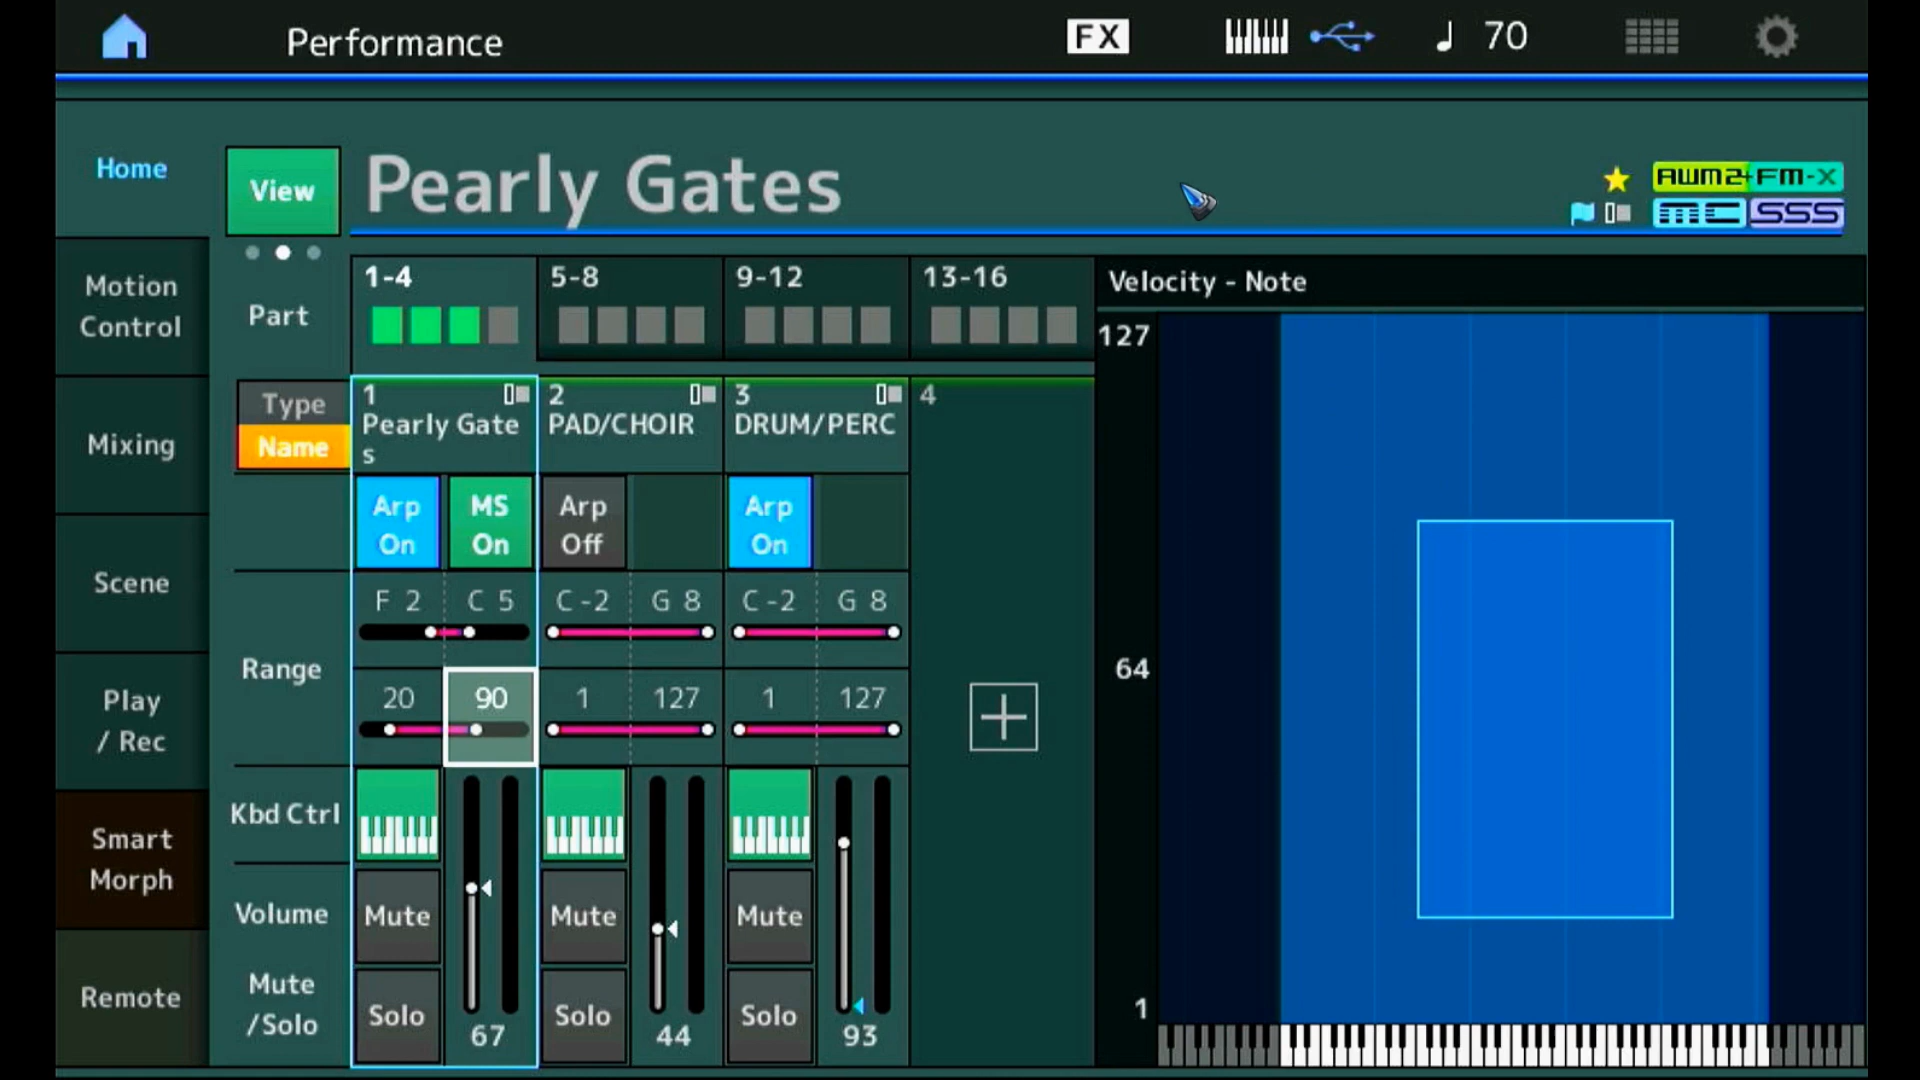 Performance
FX
70
Home
View
Pearly Gates
AWM2+FM-X
MC SSS
Motion
Control
Part
1-4
5-8
9-12
13-16
Velocity - Note
127
Type
Name
1
Pearly Gate
s
2
PAD/CHOIR
3
DRUM/PERC
4
Mixing
Arp
On
MS
On
Arp
Off
Arp
On
Scene
F 2
C 5
C -2
G 8
C -2
G 8
Range
20
90
1
127
1
127
64
Play
/ Rec
Kbd Ctrl
Smart
Morph
Volume
Mute
Mute
Mute
Mute
/Solo
Solo
67
Solo
44
Solo
93
Remote
1